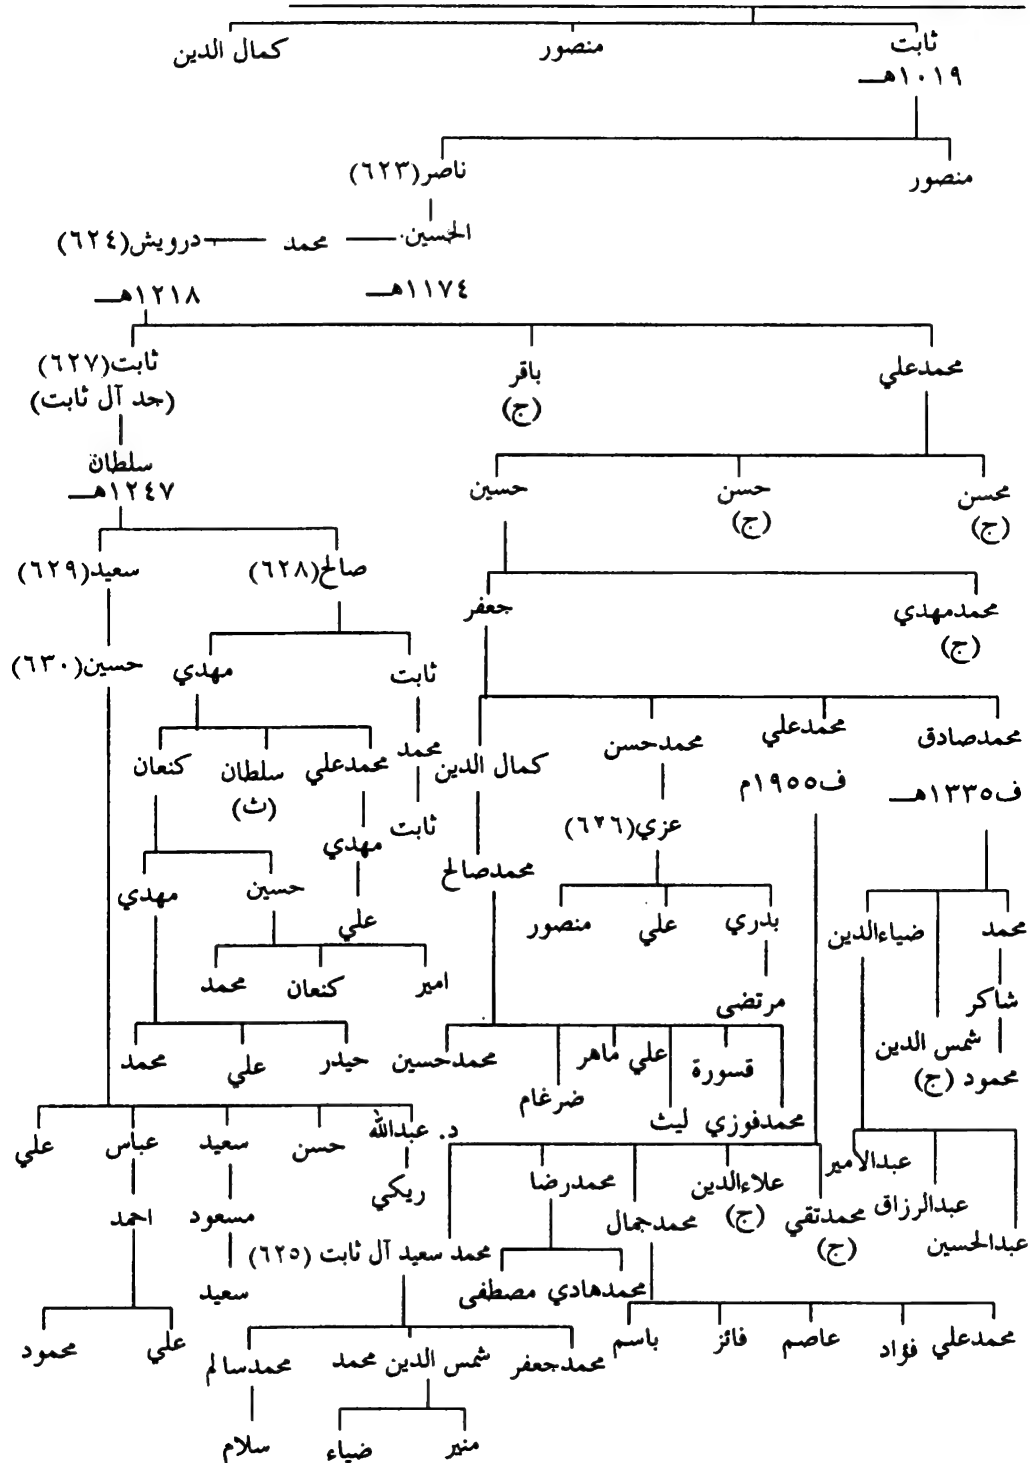 ثابت منصور كمال الدين
١٠١٩هـ
منصور ناصر(٦٢٣)
الحسين محمد درويش(٦٢٤)
١١٧٤هـ ١٢١٨هـ
محمدعلي باقر ثابت(٦٢٧)
(ج) (جد آل ثابت)
سلطان
١٢٤٧هـ
محسن حسن حسين
(ج) (ج)
صالح(٦٢٨) سعيد(٦٢٩)
محمدمهدي جعفر
(ج)
ثابت مهدي حسين(٦٣٠)
محمدصادق محمدعلي محمدحسن كمال الدين
محمد محمدعلي سلطان كنعان
(ث)
ف١٣٣٥هـ ف١٩٥٥م
عزي(٦٢٦) ثابت مهدي
محمدصالح
حسين مهدي
محمد ضياءالدين بدري علي منصور علي
امير كنعان محمد
شاكر مرتضى
شمس الدين
محمود (ج)
قسورة علي ماهر محمدحسين حيدر علي محمد
ضرغام
محمدفوزي ليث
د. عبدالله حسن سعيد عباس علي
عبدالامير علاءالدين محمدرضا ريكي
(ج)
عبدالرزاق محمدتقي محمدجمال مسعود احمد
عبدالحسين (ج) محمد سعيد آل ثابت (٦٢٥)
محمدهادي مصطفى سعيد
محمدعلي فؤاد عاصم فائز باسم علي محمود
محمدجعفر شمس الدين محمد محمدسالم
منير ضياء سلام